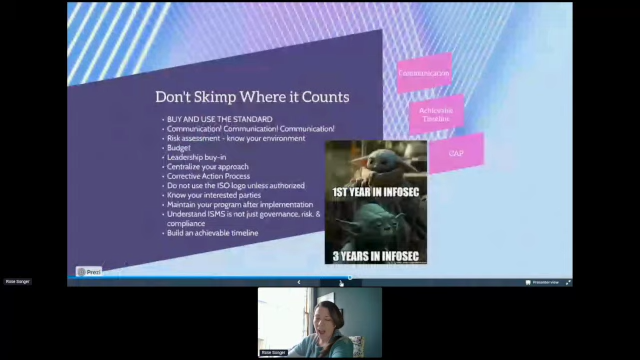 Don't Skimp Where it Counts
BUY AND USE THE STANDARD
Communication! Communication! Communication!
Risk assessment - know your environment
Budget!
Leadership buy-in
Centralize your approach
Corrective Action Process
Do not use the ISO logo unless authorized
Know your interested parties
Maintain your program after implementation
Understand ISMS is not just governance, risk, &
compliance
Build an achievable timeline
Communication
Achievable
Timeline
CAP
1ST YEAR IN INFOSEC
3 YEARS IN INFOSEC
Prezi
Presenter view